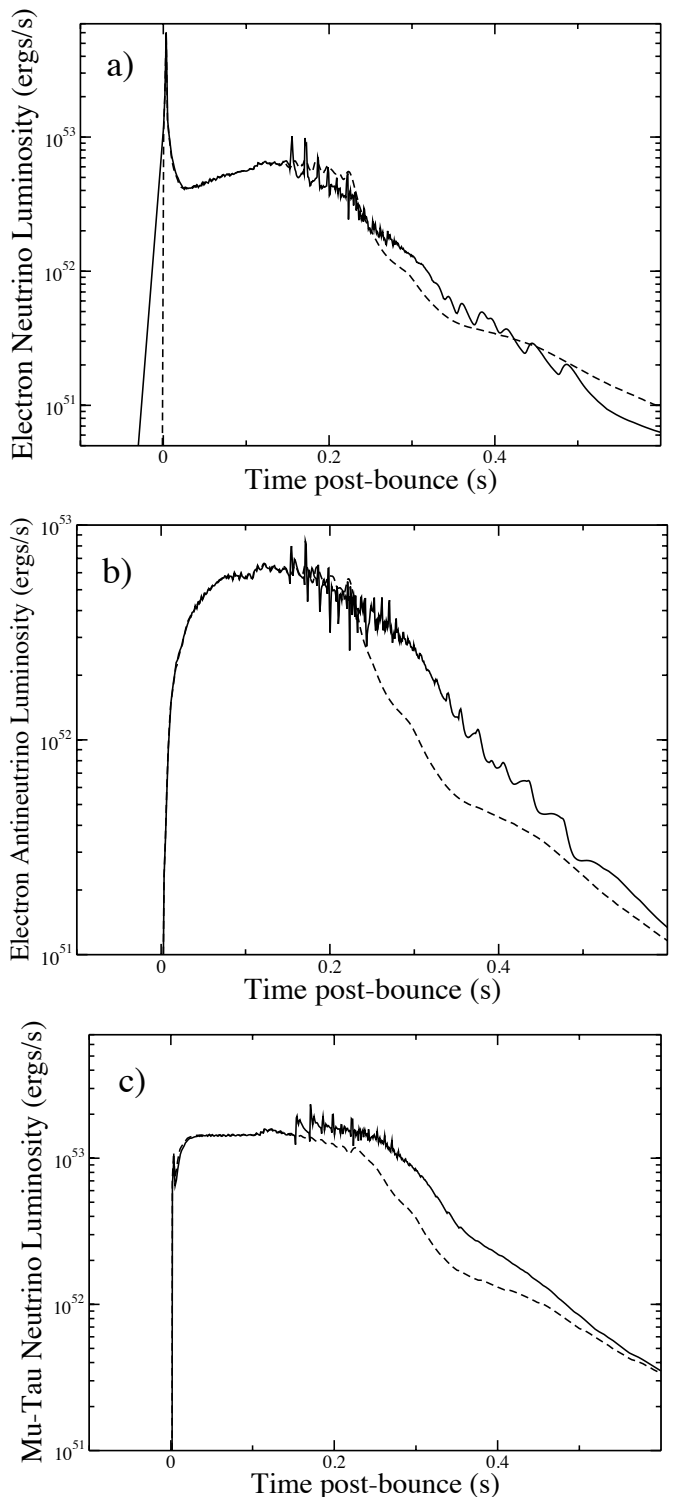 a)
Electron Neutrino Luminosity (ergs/s)
10^53
10^52
10^51
0
0.2
0.4
Time post-bounce (s)
b)
Electron Antineutrino Luminosity (ergs/s)
10^53
10^52
10^51
0
0.2
0.4
Time post-bounce (s)
c)
Mu-Tau Neutrino Luminosity (ergs/s)
10^53
10^52
10^51
0
0.2
0.4
Time post-bounce (s)